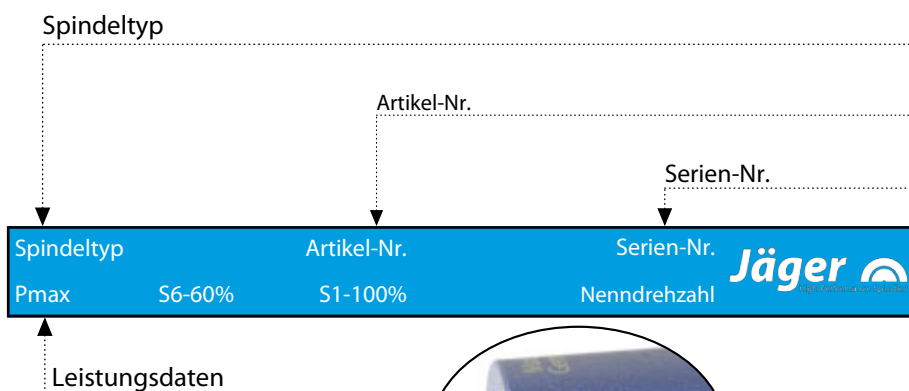 Spindeltyp
Artikel-Nr.
Serien-Nr.
Spindeltyp Artikel-Nr. Serien-Nr.
Jäger
Pmax S6-60% S1-100% Nenndrehzahl
Leistungsdaten